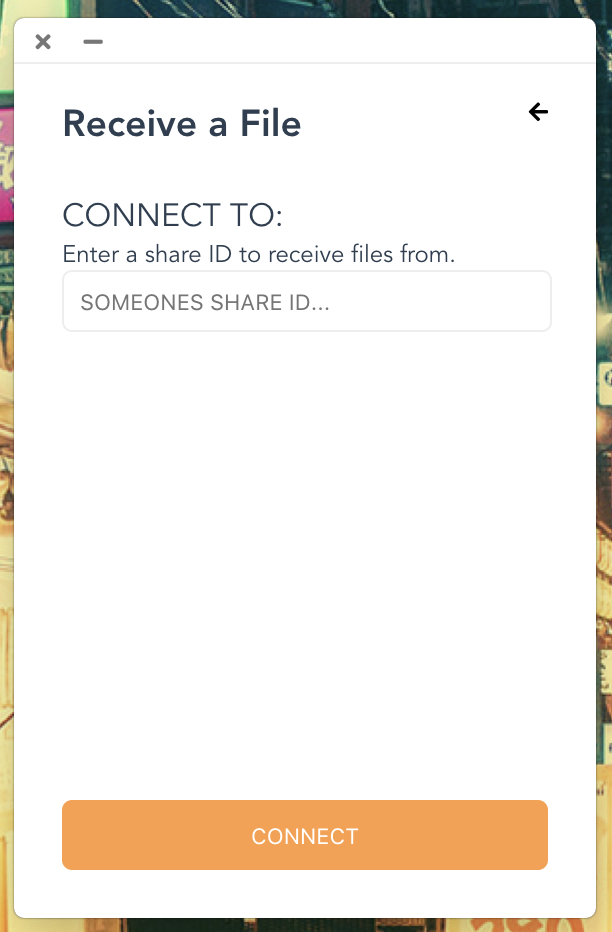 Receive a File
CONNECT TO:
Enter a share ID to receive files from.
SOMEONES SHARE ID...
CONNECT